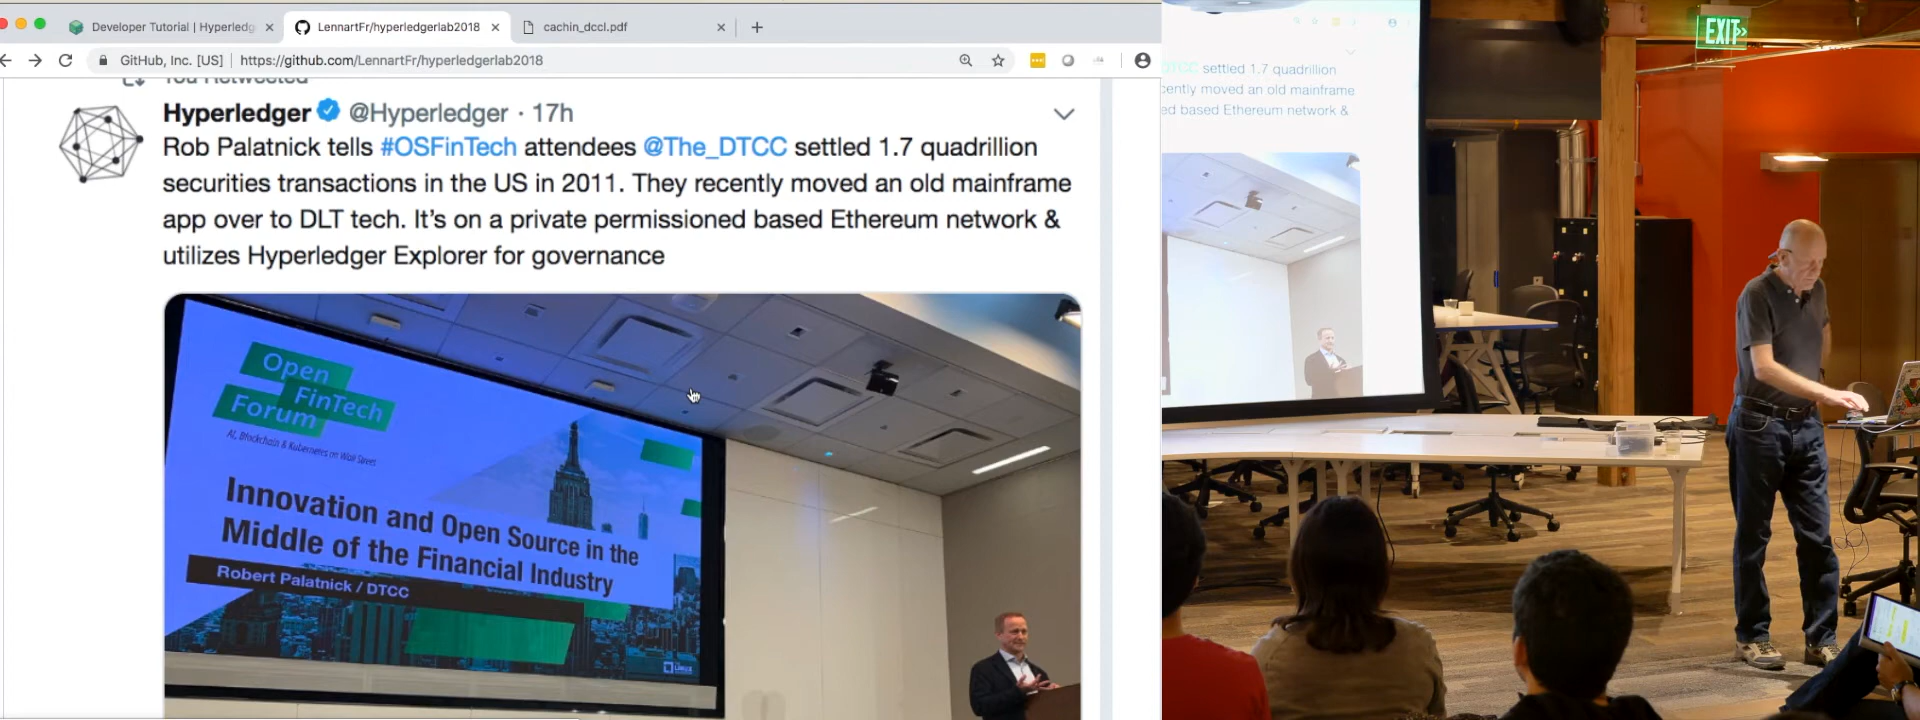 Developer Tutorial | Hyperledg
LennartFr/hyperledgerlab2018
cachin_dccl.pdf
GitHub, Inc. [US]
https://github.com/LennartFr/hyperledgerlab2018
You Retweeted
Hyperledger @Hyperledger · 17h
Rob Palatnick tells #OSFinTech attendees @The_DTCC settled 1.7 quadrillion
securities transactions in the US in 2011. They recently moved an old mainframe
app over to DLT tech. It's on a private permissioned based Ethereum network &
utilizes Hyperledger Explorer for governance
Open
FinTech
Forum
AI, Blockchain & Kubernetes on Wall Street
Innovation and Open Source in the
Middle of the Financial Industry
Robert Palatnick / DTCC
DTCC settled 1.7 quadrillion
cently moved an old mainframe
ed based Ethereum network &
EXIT